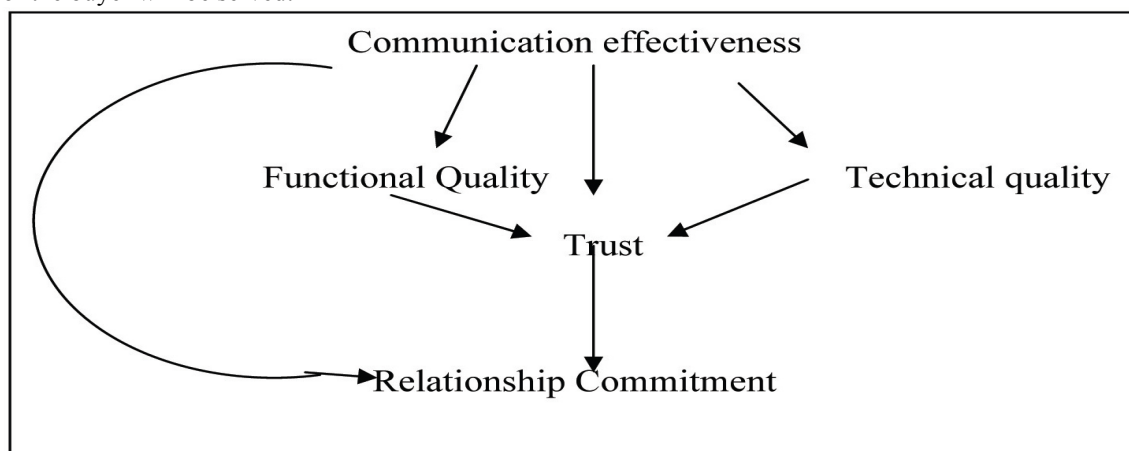 Communication effectiveness
Functional Quality Technical quality
Trust
Relationship Commitment